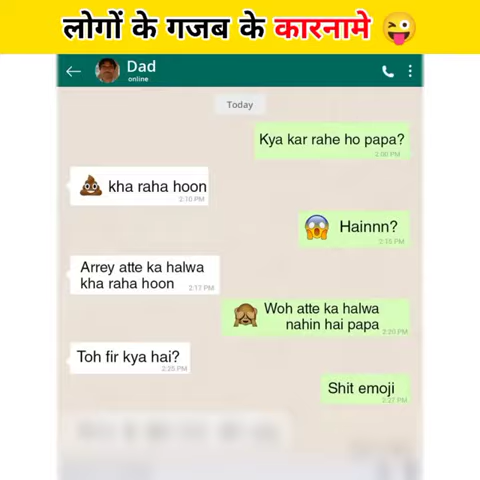 लोगों के गजब के कारनामे 😜
Dad
online
Today
Kya kar rahe ho papa?
2:00 PM
💩 kha raha hoon
2:10 PM
😱 Hainnn?
2:15 PM
Arrey atte ka halwa
kha raha hoon
2:17 PM
🙈 Woh atte ka halwa
nahin hai papa
2:20 PM
Toh fir kya hai?
2:25 PM
Shit emoji
2:27 PM